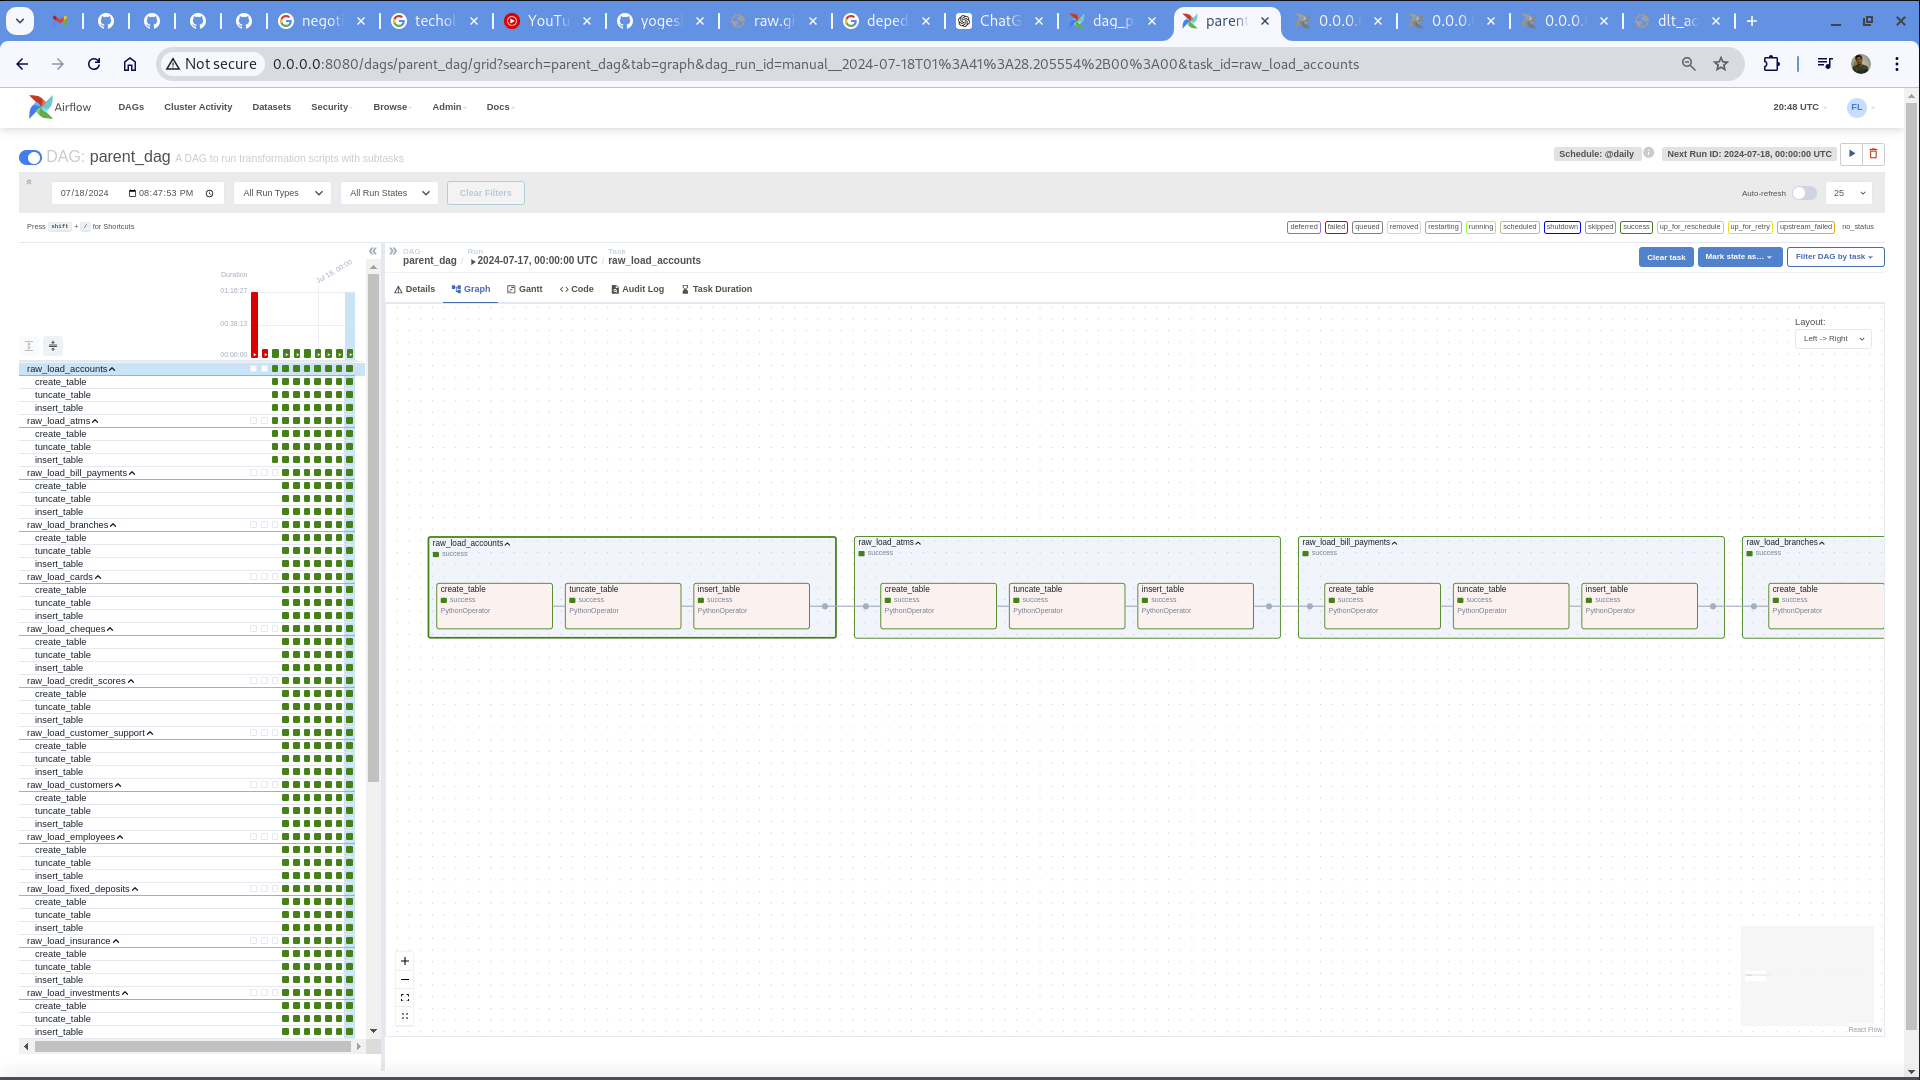 negoti
techol
YouTu
yogesh
raw.gi
deped
ChatG
dag_p
parent
0.0.0.
0.0.0.
0.0.0.
dlt_ac
Not secure
0.0.0.0:8080/dags/parent_dag/grid?search=parent_dag&tab=graph&dag_run_id=manual__2024-07-18T01%3A41%3A28.205554%2B00%3A00&task_id=raw_load_accounts
Airflow DAGs Cluster Activity Datasets Security Browse Admin Docs 20:48 UTC FL
DAG: parent_dag A DAG to run transformation scripts with subtasks Schedule: @daily Next Run ID: 2024-07-18, 00:00:00 UTC
07/18/2024 08:47:53 PM All Run Types All Run States Clear Filters Auto-refresh 25
Press shift + / for Shortcuts deferred failed queued removed restarting running scheduled shutdown skipped success up_for_reschedule up_for_retry upstream_failed no_status
Duration
Jul 18, 00:00
01:16:27
00:38:13
00:00:00
raw_load_accounts
create_table
tuncate_table
insert_table
raw_load_atms
create_table
tuncate_table
insert_table
raw_load_bill_payments
create_table
tuncate_table
insert_table
raw_load_branches
create_table
tuncate_table
insert_table
raw_load_cards
create_table
tuncate_table
insert_table
raw_load_cheques
create_table
tuncate_table
insert_table
raw_load_credit_scores
create_table
tuncate_table
insert_table
raw_load_customer_support
create_table
tuncate_table
insert_table
raw_load_customers
create_table
tuncate_table
insert_table
raw_load_employees
create_table
tuncate_table
insert_table
raw_load_fixed_deposits
create_table
tuncate_table
insert_table
raw_load_insurance
create_table
tuncate_table
insert_table
raw_load_investments
create_table
tuncate_table
insert_table
DAG Run Task
parent_dag / 2024-07-17, 00:00:00 UTC / raw_load_accounts
Clear task Mark state as... Filter DAG by task
Details Graph Gantt Code Audit Log Task Duration
Layout:
Left -> Right
raw_load_accounts
success
create_table
success
PythonOperator
tuncate_table
success
PythonOperator
insert_table
success
PythonOperator
raw_load_atms
success
create_table
success
PythonOperator
tuncate_table
success
PythonOperator
insert_table
success
PythonOperator
raw_load_bill_payments
success
create_table
success
PythonOperator
tuncate_table
success
PythonOperator
insert_table
success
PythonOperator
raw_load_branches
success
create_table
success
PythonOperator
React Flow